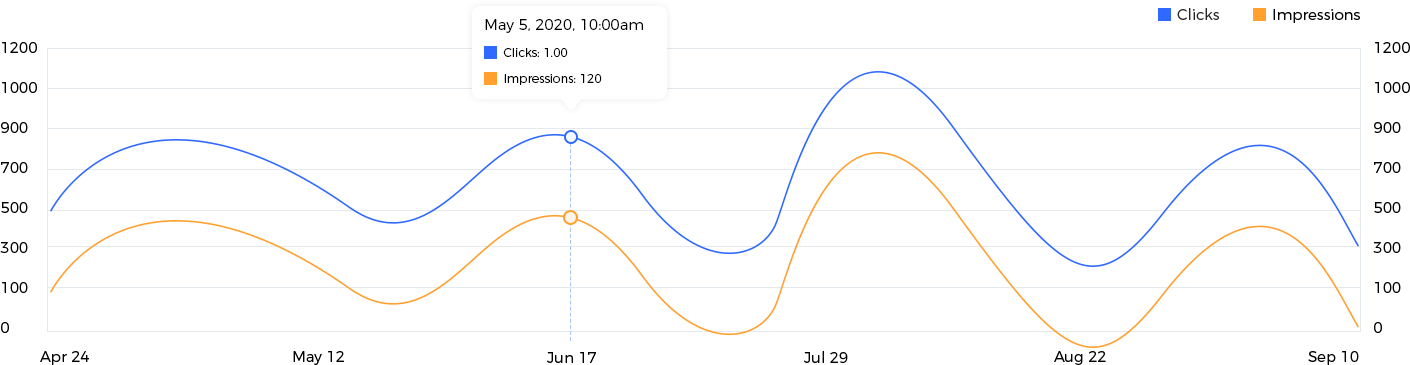 Clicks Impressions
May 5, 2020, 10:00am
Clicks: 1.00
Impressions: 120
1200 1200
1000 1000
900 900
700 700
500 500
300 300
100 100
0 0
Apr 24 May 12 Jun 17 Jul 29 Aug 22 Sep 10